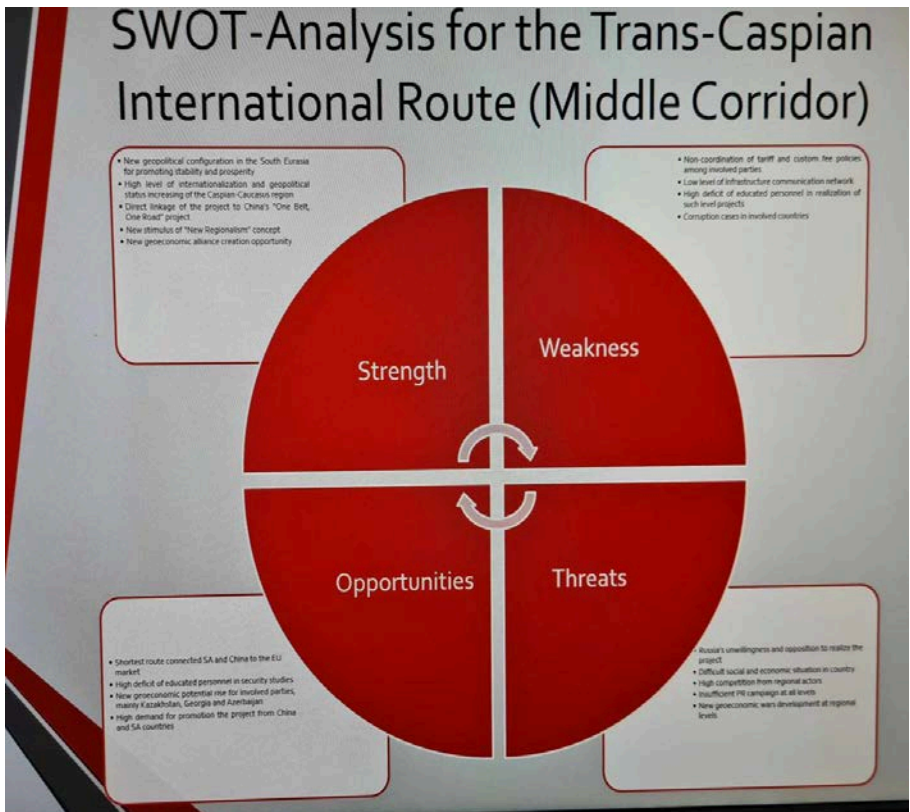 SWOT-Analysis for the Trans-Caspian
International Route (Middle Corridor)
• New geopolitical configuration in the South Eurasia
for promoting stability and prosperity
• High level of internationalization and geopolitical
status increasing of the Caspian-Caucasus region
• Direct linkage of the project to China's "One Belt,
One Road" project
• New stimulus of "New Regionalism" concept
• New geoeconomic alliance creation opportunity
• Non-coordination of tariff and custom fee policies
among involved parties
• Low level of infrastructure communication network
• High deficit of educated personnel in realization of
such level projects
• Corruption cases in involved countries
Strength
Weakness
Opportunities
Threats
• Shortest route connected SA and China to the EU
market
• High deficit of educated personnel in security studies
• New geoeconomic potential rise for involved parties,
mainly Kazakhstan, Georgia and Azerbaijan
• High demand for promotion the project from China
and SA countries
• Russia's unwillingness and opposition to realize the
project
• Difficult social and economic situation in country
• High competition from regional actors
• Insufficient PR campaign at all levels
• New geoeconomic wars development at regional
levels